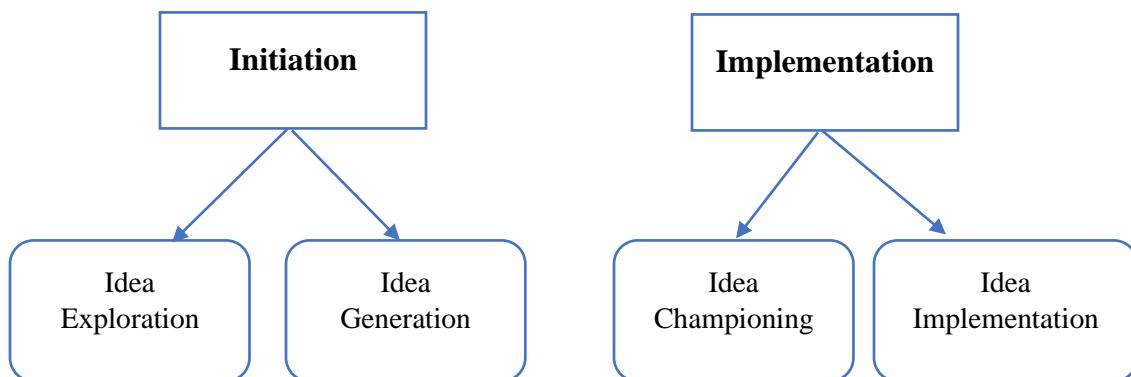 Initiation
Implementation
Idea
Exploration
Idea
Generation
Idea
Championing
Idea
Implementation